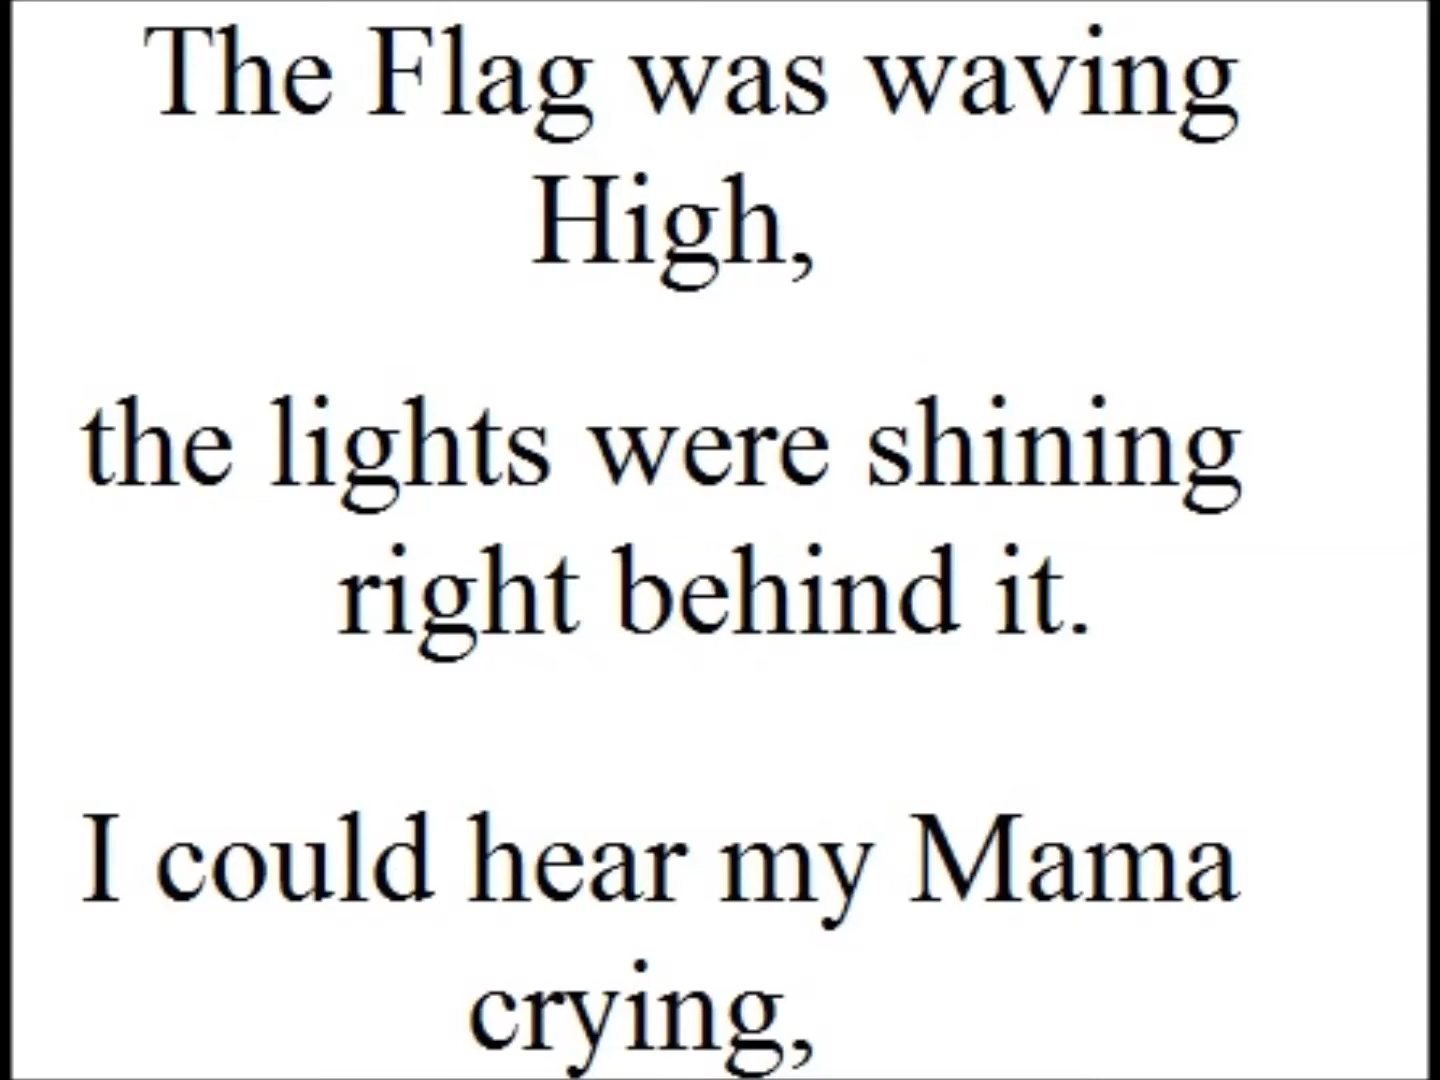 The Flag was waving
High,
the lights were shining
right behind it.
I could hear my Mama
crying,